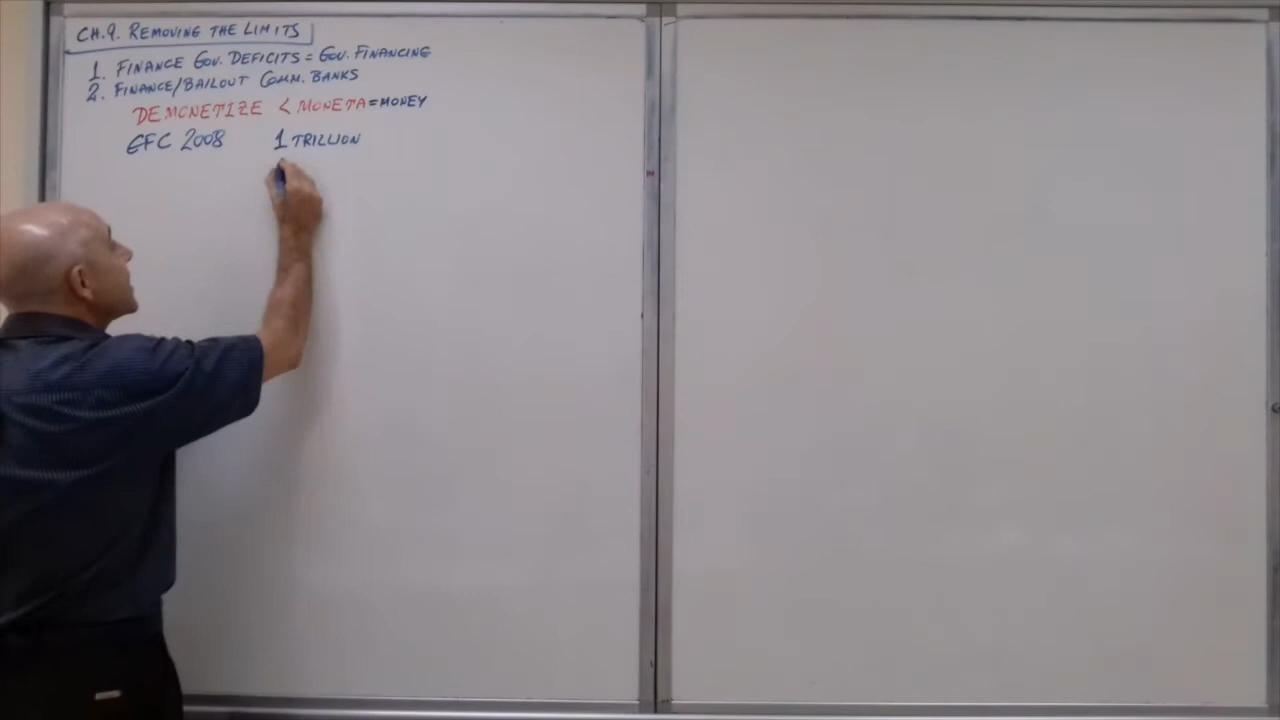 CH.9. REMOVING THE LIMITS
1. FINANCE GOV. DEFICITS = GOV. FINANCING
2. FINANCE/BAILOUT COMM. BANKS
DEMONETIZE < MONETA = MONEY
GFC 2008 1 TRILLION